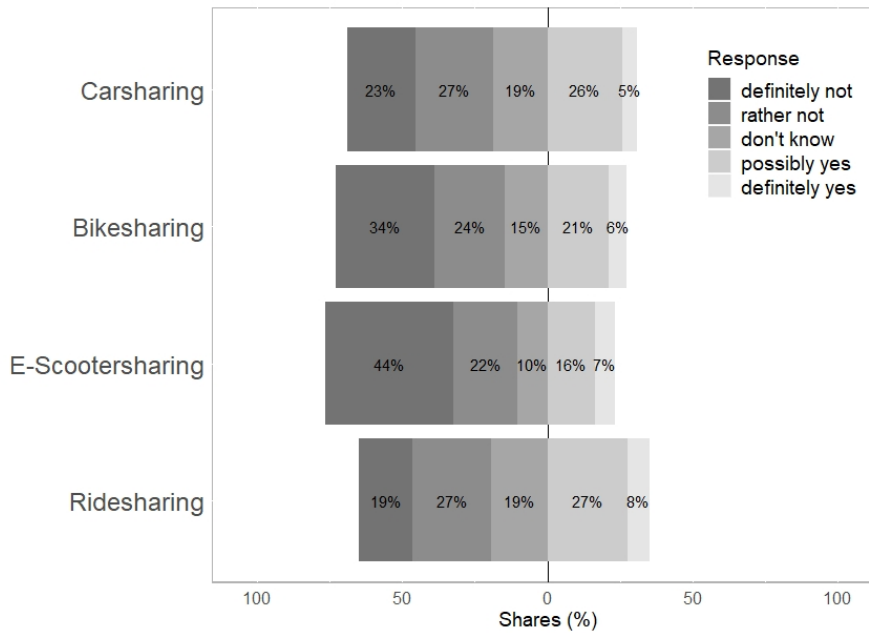 Carsharing
23% 27% 19% 26% 5%
Bikesharing
34% 24% 15% 21% 6%
E-Scootersharing
44% 22% 10% 16% 7%
Ridesharing
19% 27% 19% 27% 8%
100 50 0 50 100
Shares (%)
Response
definitely not
rather not
don't know
possibly yes
definitely yes